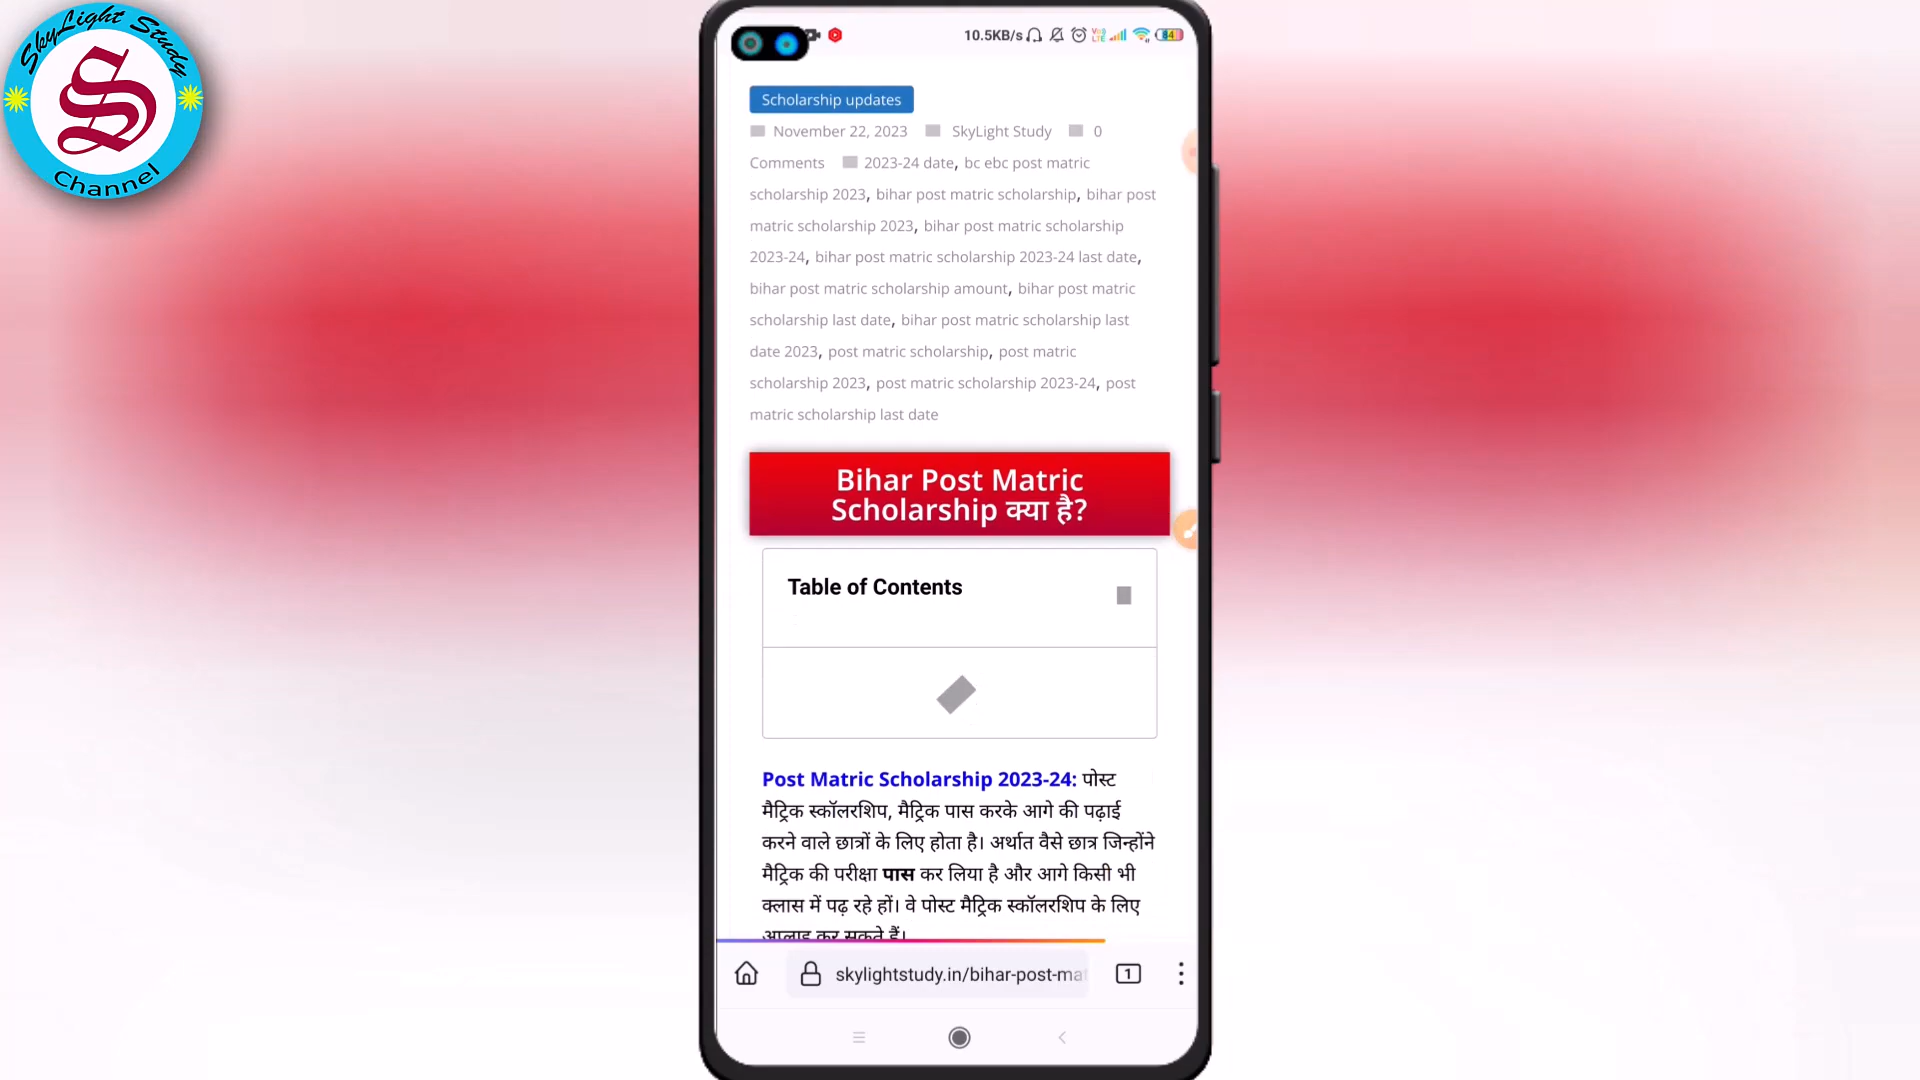 SkyLight Study
S
Channel
10.5KB/s
84
Scholarship updates
November 22, 2023 SkyLight Study 0
Comments 2023-24 date, bc ebc post matric
scholarship 2023, bihar post matric scholarship, bihar post
matric scholarship 2023, bihar post matric scholarship
2023-24, bihar post matric scholarship 2023-24 last date,
bihar post matric scholarship amount, bihar post matric
scholarship last date, bihar post matric scholarship last
date 2023, post matric scholarship, post matric
scholarship 2023, post matric scholarship 2023-24, post
matric scholarship last date
Bihar Post Matric
Scholarship क्या है?
Table of Contents
Post Matric Scholarship 2023-24: पोस्ट
मैट्रिक स्कॉलरशिप, मैट्रिक पास करके आगे की पढ़ाई
करने वाले छात्रों के लिए होता है। अर्थात वैसे छात्र जिन्होंने
मैट्रिक की परीक्षा पास कर लिया है और आगे किसी भी
क्लास में पढ़ रहे हों। वे पोस्ट मैट्रिक स्कॉलरशिप के लिए
कर सकते हैं।
skylightstudy.in/bihar-post-mat
1